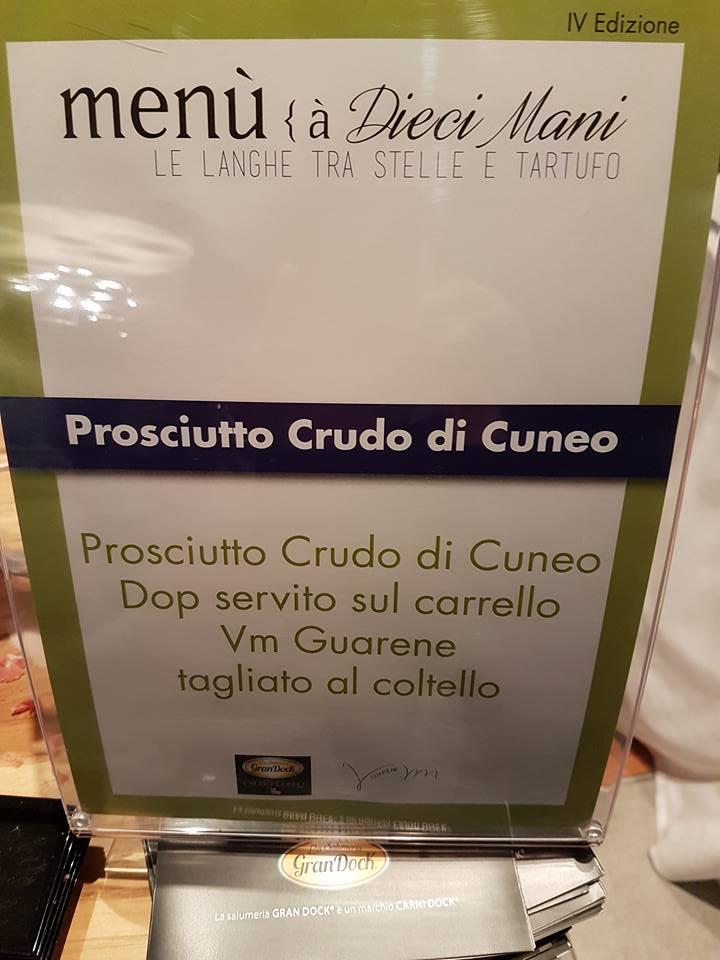 IV Edizione
menù { à Dieci Mani
LE LANGHE TRA STELLE E TARTUFO
Prosciutto Crudo di Cuneo
Prosciutto Crudo di Cuneo
Dop servito sul carrello
Vm Guarene
tagliato al coltello
GranDock
GUARENE
GranDock
La salumeria GRAN DOCK® è un marchio CARNI DOCK®